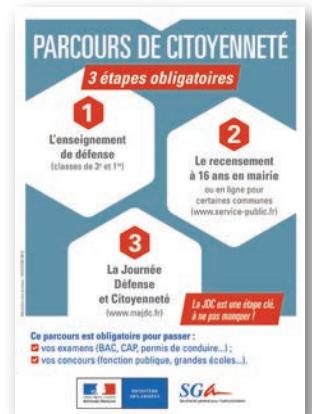 PARCOURS DE CITOYENNETÉ
3 étapes obligatoires
1
L'enseignement
de défense
(classes de 3e et 1re)
2
Le recensement
à 16 ans en mairie
ou en ligne pour
certaines communes
(www.service-public.fr)
3
La Journée
Défense
et Citoyenneté
(www.majdc.fr)
La JDC est une étape clé,
à ne pas manquer !
Ce parcours est obligatoire pour passer :
vos examens (BAC, CAP, permis de conduire...) ;
vos concours (fonction publique, grandes écoles...).
MINISTÈRE
DES ARMÉES
SGA